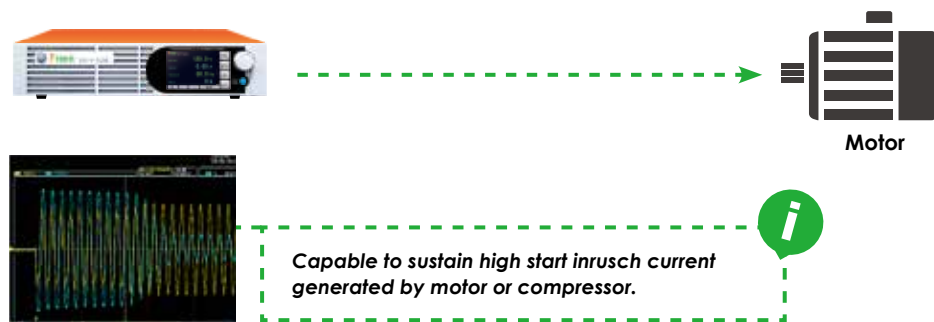 Motor
Capable to sustain high start inrusch current
generated by motor or compressor.